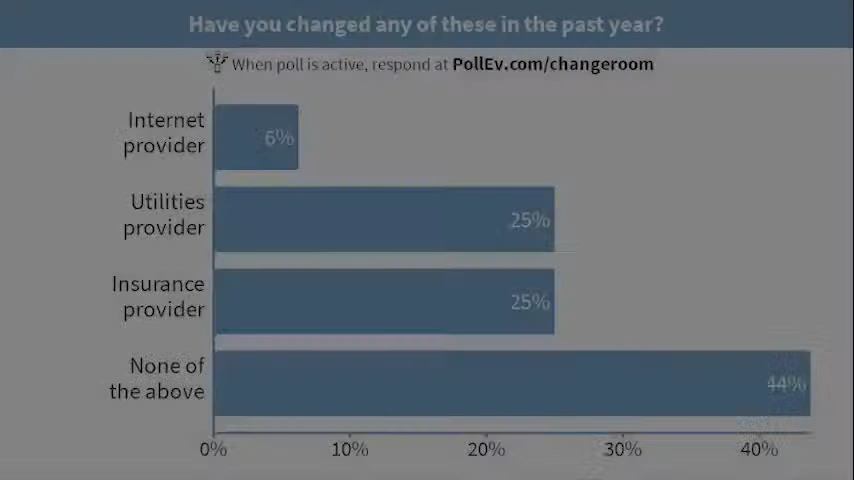 Have you changed any of these in the past year?
When poll is active, respond at PollEv.com/changeroom
Internet
provider
6%
Utilities
provider
25%
Insurance
provider
25%
None of
the above
44%
0% 10% 20% 30% 40%